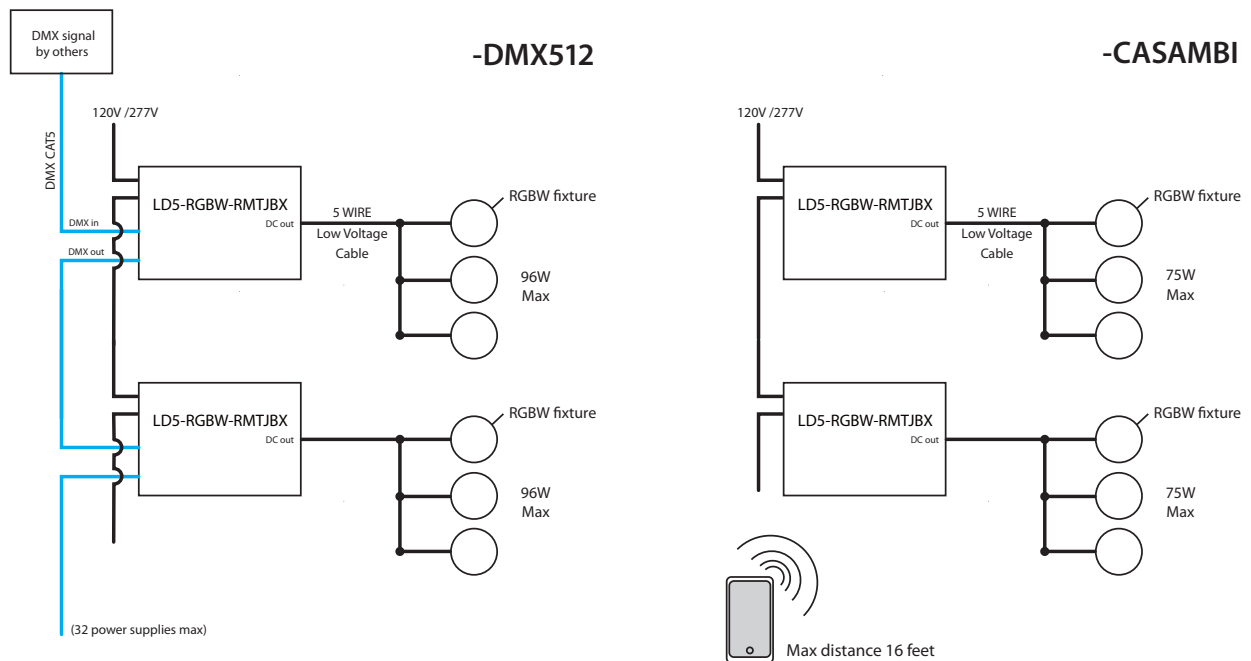 DMX signal
by others
-DMX512
120V /277V
DMX CAT5
LD5-RGBW-RMTJBX
DC out
DMX in
DMX out
5 WIRE
Low Voltage
Cable
RGBW fixture
96W
Max
LD5-RGBW-RMTJBX
DC out
RGBW fixture
96W
Max
(32 power supplies max)
-CASAMBI
120V /277V
LD5-RGBW-RMTJBX
DC out
5 WIRE
Low Voltage
Cable
RGBW fixture
75W
Max
LD5-RGBW-RMTJBX
DC out
RGBW fixture
75W
Max
Max distance 16 feet